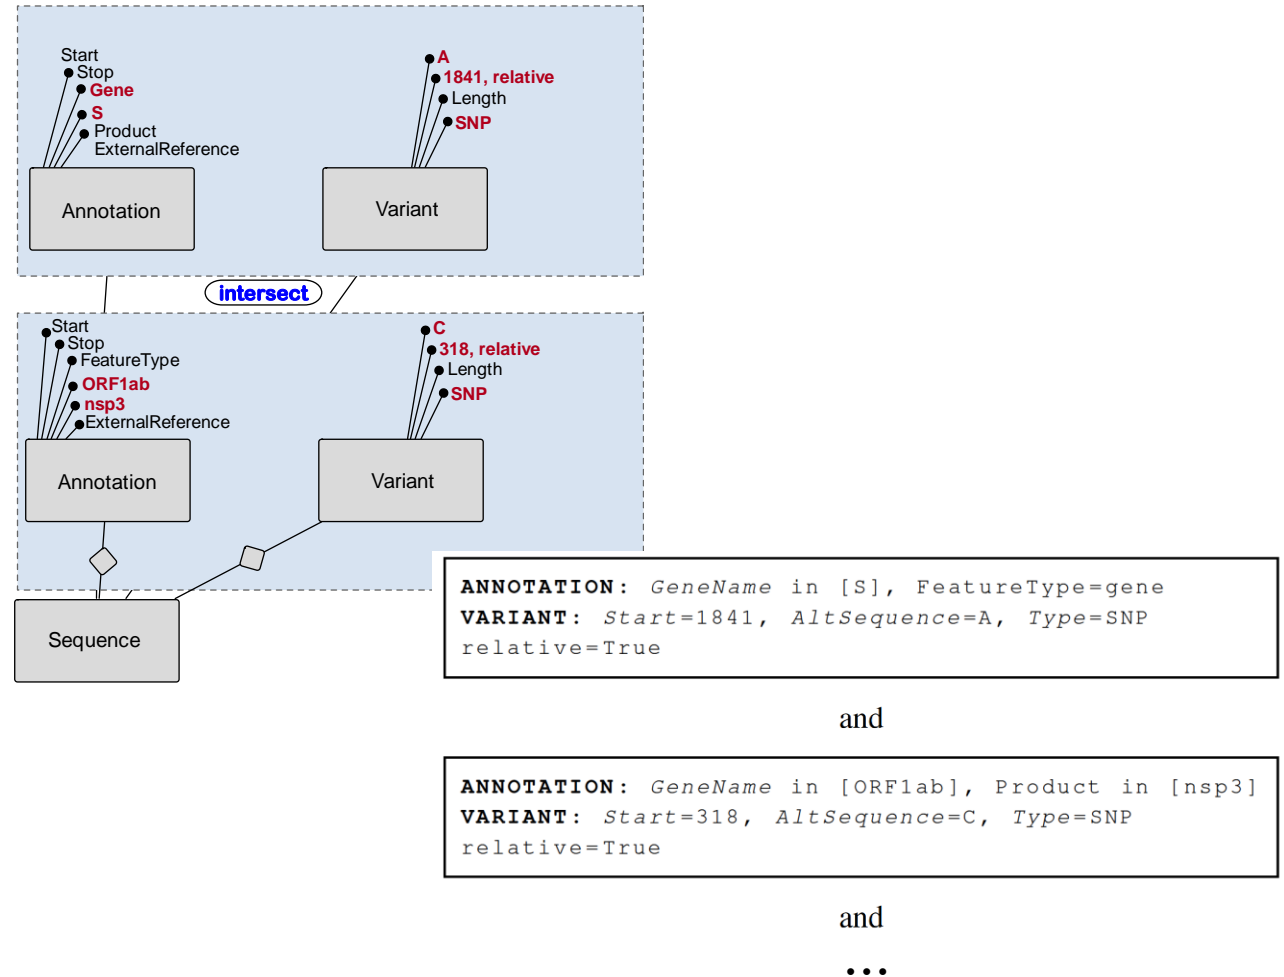 Start
Stop
Gene
S
Product
ExternalReference
Annotation
A
1841, relative
Length
SNP
Variant
intersect
Start
Stop
FeatureType
ORF1ab
nsp3
ExternalReference
Annotation
C
318, relative
Length
SNP
Variant
Sequence
ANNOTATION: GeneName in [S], FeatureType=gene
VARIANT: Start=1841, AltSequence=A, Type=SNP
relative=True
and
ANNOTATION: GeneName in [ORF1ab], Product in [nsp3]
VARIANT: Start=318, AltSequence=C, Type=SNP
relative=True
and
...